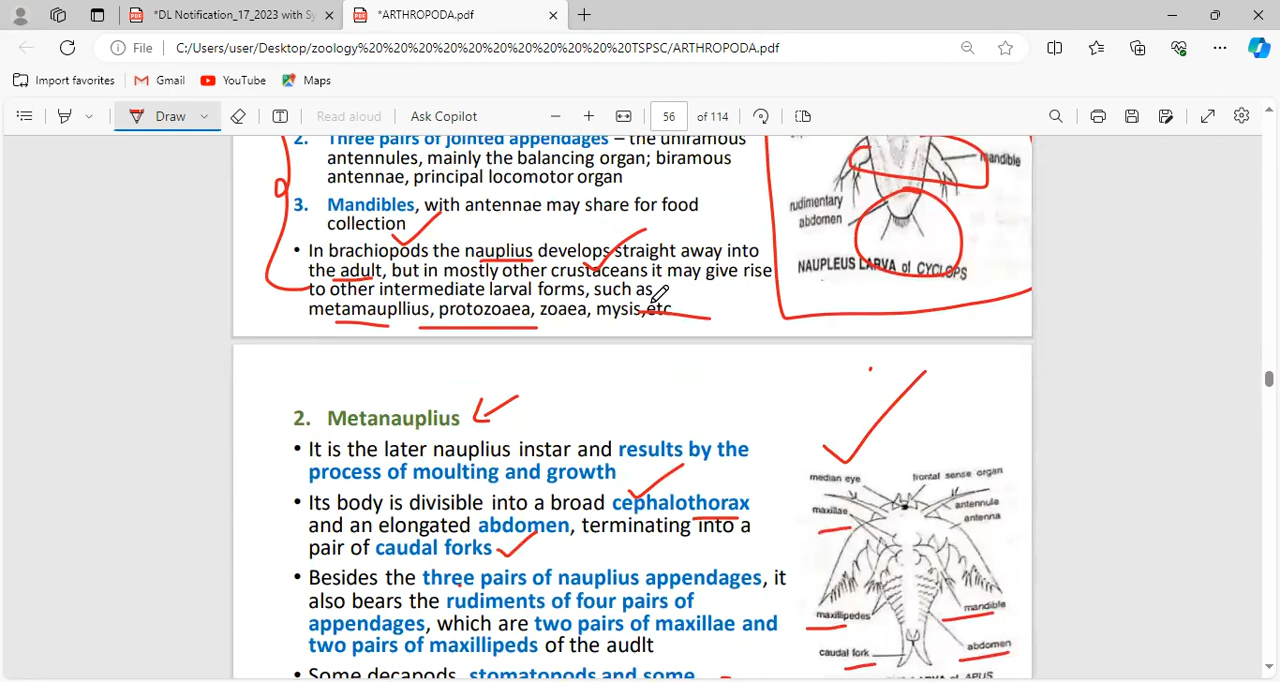 *DL Notification_17_2023 with Sy
*ARTHROPODA.pdf
File
C:/Users/user/Desktop/zoology%20%20%20%20%20%20%20%20%20%20TSPSC/ARTHROPODA.pdf
Import favorites
Gmail
YouTube
Maps
Draw
Read aloud
Ask Copilot
56
of 114
2. Three pairs of jointed appendages – the uniramous
antennules, mainly the balancing organ; biramous
antennae, principal locomotor organ
3. Mandibles, with antennae may share for food
collection
• In brachiopods the nauplius develops straight away into
the adult, but in mostly other crustaceans it may give rise
to other intermediate larval forms, such as
metamaupllius, protozoaea, zoaea, mysis,etc
mandible
rudimentary
abdomen
NAUPLEUS LARVA of CYCLOPS
2. Metanauplius
• It is the later nauplius instar and results by the
process of moulting and growth
• Its body is divisible into a broad cephalothorax
and an elongated abdomen, terminating into a
pair of caudal forks
• Besides the three pairs of nauplius appendages, it
also bears the rudiments of four pairs of
appendages, which are two pairs of maxillae and
two pairs of maxillipeds of the audlt
• Some decapods, stomatopods and some
median eye
frontal sense organ
maxillae
antennule
antenna
maxillipedes
mandible
abdomen
caudal fork
LARVA of APUS